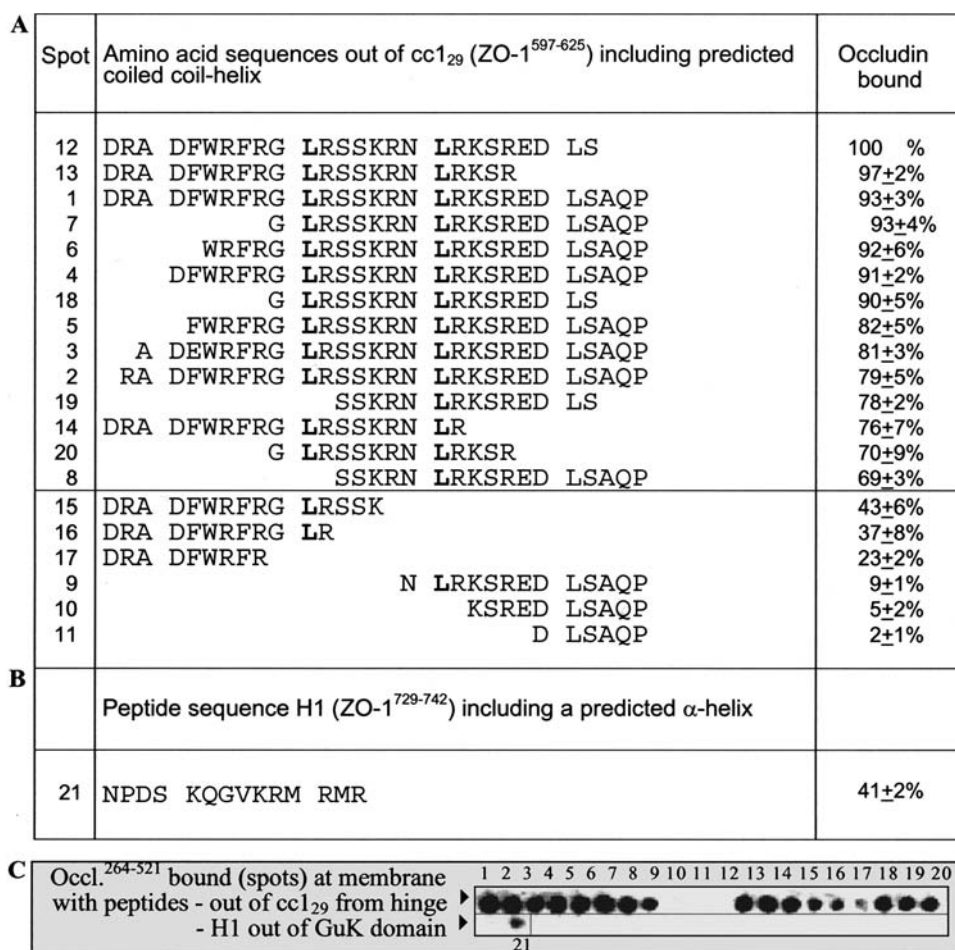 A
Spot Amino acid sequences out of cc1₂₉ (ZO-1⁵⁹⁷⁻⁶²⁵) including predicted Occludin
coiled coil-helix bound
12 DRA DFWRFRG LRSSKRN LRKSRED LS 100 %
13 DRA DFWRFRG LRSSKRN LRKSR 97±2%
1 DRA DFWRFRG LRSSKRN LRKSRED LSAQP 93±3%
7 G LRSSKRN LRKSRED LSAQP 93±4%
6 WRFRG LRSSKRN LRKSRED LSAQP 92±6%
4 DFWRFRG LRSSKRN LRKSRED LSAQP 91±2%
18 G LRSSKRN LRKSRED LS 90±5%
5 FWRFRG LRSSKRN LRKSRED LSAQP 82±5%
3 A DEWRFRG LRSSKRN LRKSRED LSAQP 81±3%
2 RA DFWRFRG LRSSKRN LRKSRED LSAQP 79±5%
19 SSKRN LRKSRED LS 78±2%
14 DRA DFWRFRG LRSSKRN LR 76±7%
20 G LRSSKRN LRKSR 70±9%
8 SSKRN LRKSRED LSAQP 69±3%
15 DRA DFWRFRG LRSSK 43±6%
16 DRA DFWRFRG LR 37±8%
17 DRA DFWRFR 23±2%
9 N LRKSRED LSAQP 9±1%
10 KSRED LSAQP 5±2%
11 D LSAQP 2±1%
B
Peptide sequence H1 (ZO-1⁷²⁹⁻⁷⁴²) including a predicted α-helix
21 NPDS KQGVKRM RMR 41±2%
C
1 2 3 4 5 6 7 8 9 10 11 12 13 14 15 16 17 18 19 20
Occl.²⁶⁴⁻⁵²¹ bound (spots) at membrane
with peptides - out of cc1₂₉ from hinge
- H1 out of GuK domain
21